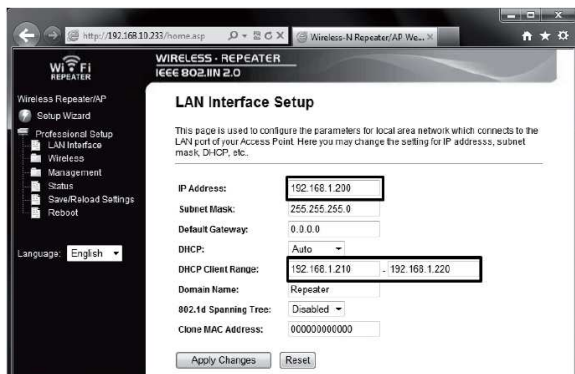 http://192.168.10.233/home.asp
Wireless-N Repeater/AP We...
Wi Fi
REPEATER
WIRELESS - REPEATER
IEEE 802.11N 2.0
Wireless Repeater/AP
Setup Wizard
Professional Setup
LAN Interface
Wireless
Management
Status
Save/Reload Settings
Reboot
Language: English
LAN Interface Setup
This page is used to configure the parameters for local area network which connects to the
LAN port of your Access Point. Here you may change the setting for IP addresss, subnet
mask, DHCP, etc..
IP Address: 192.168.1.200
Subnet Mask: 255.255.255.0
Default Gateway: 0.0.0.0
DHCP: Auto
DHCP Client Range: 192.168.1.210 - 192.168.1.220
Domain Name: Repeater
802.1d Spanning Tree: Disabled
Clone MAC Address: 000000000000
Apply Changes Reset